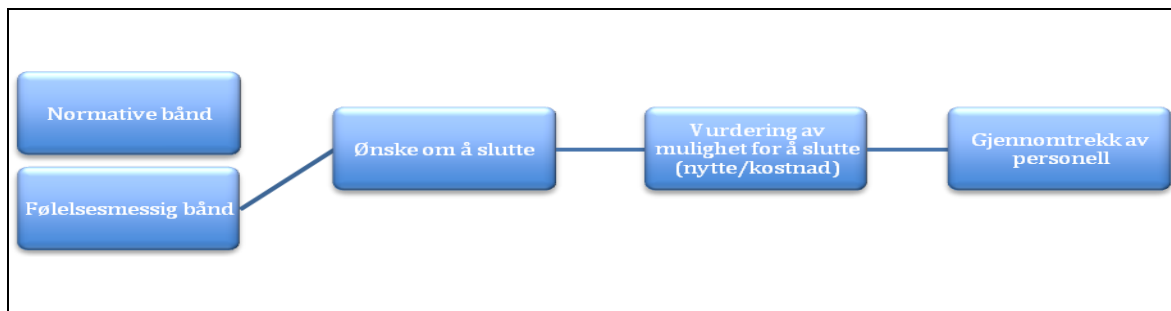 Normative bånd
Følelsesmessig bånd
Ønske om å slutte
Vurdering av
mulighet for å slutte
(nytte/kostnad)
Gjennomtrekk av
personell